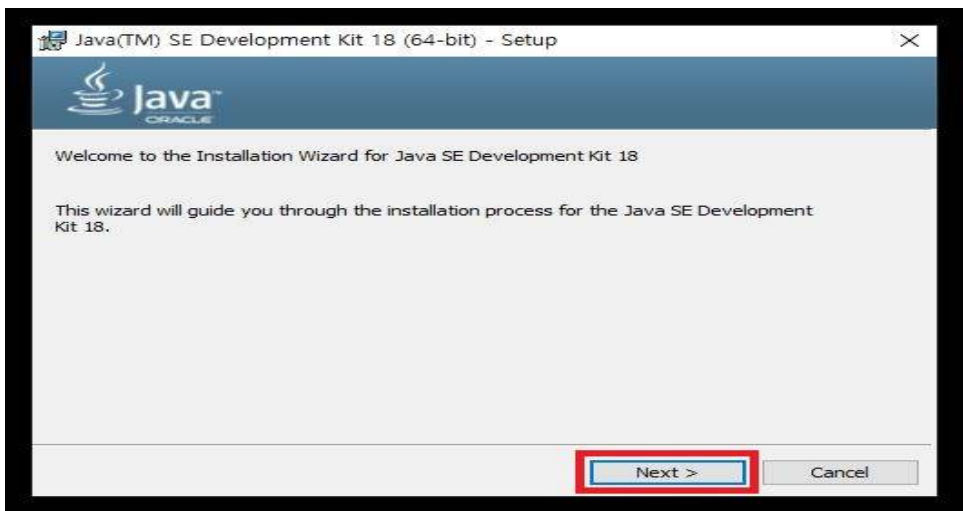 Java(TM) SE Development Kit 18 (64-bit) - Setup
Java™
ORACLE
Welcome to the Installation Wizard for Java SE Development Kit 18
This wizard will guide you through the installation process for the Java SE Development
Kit 18.
Next >
Cancel